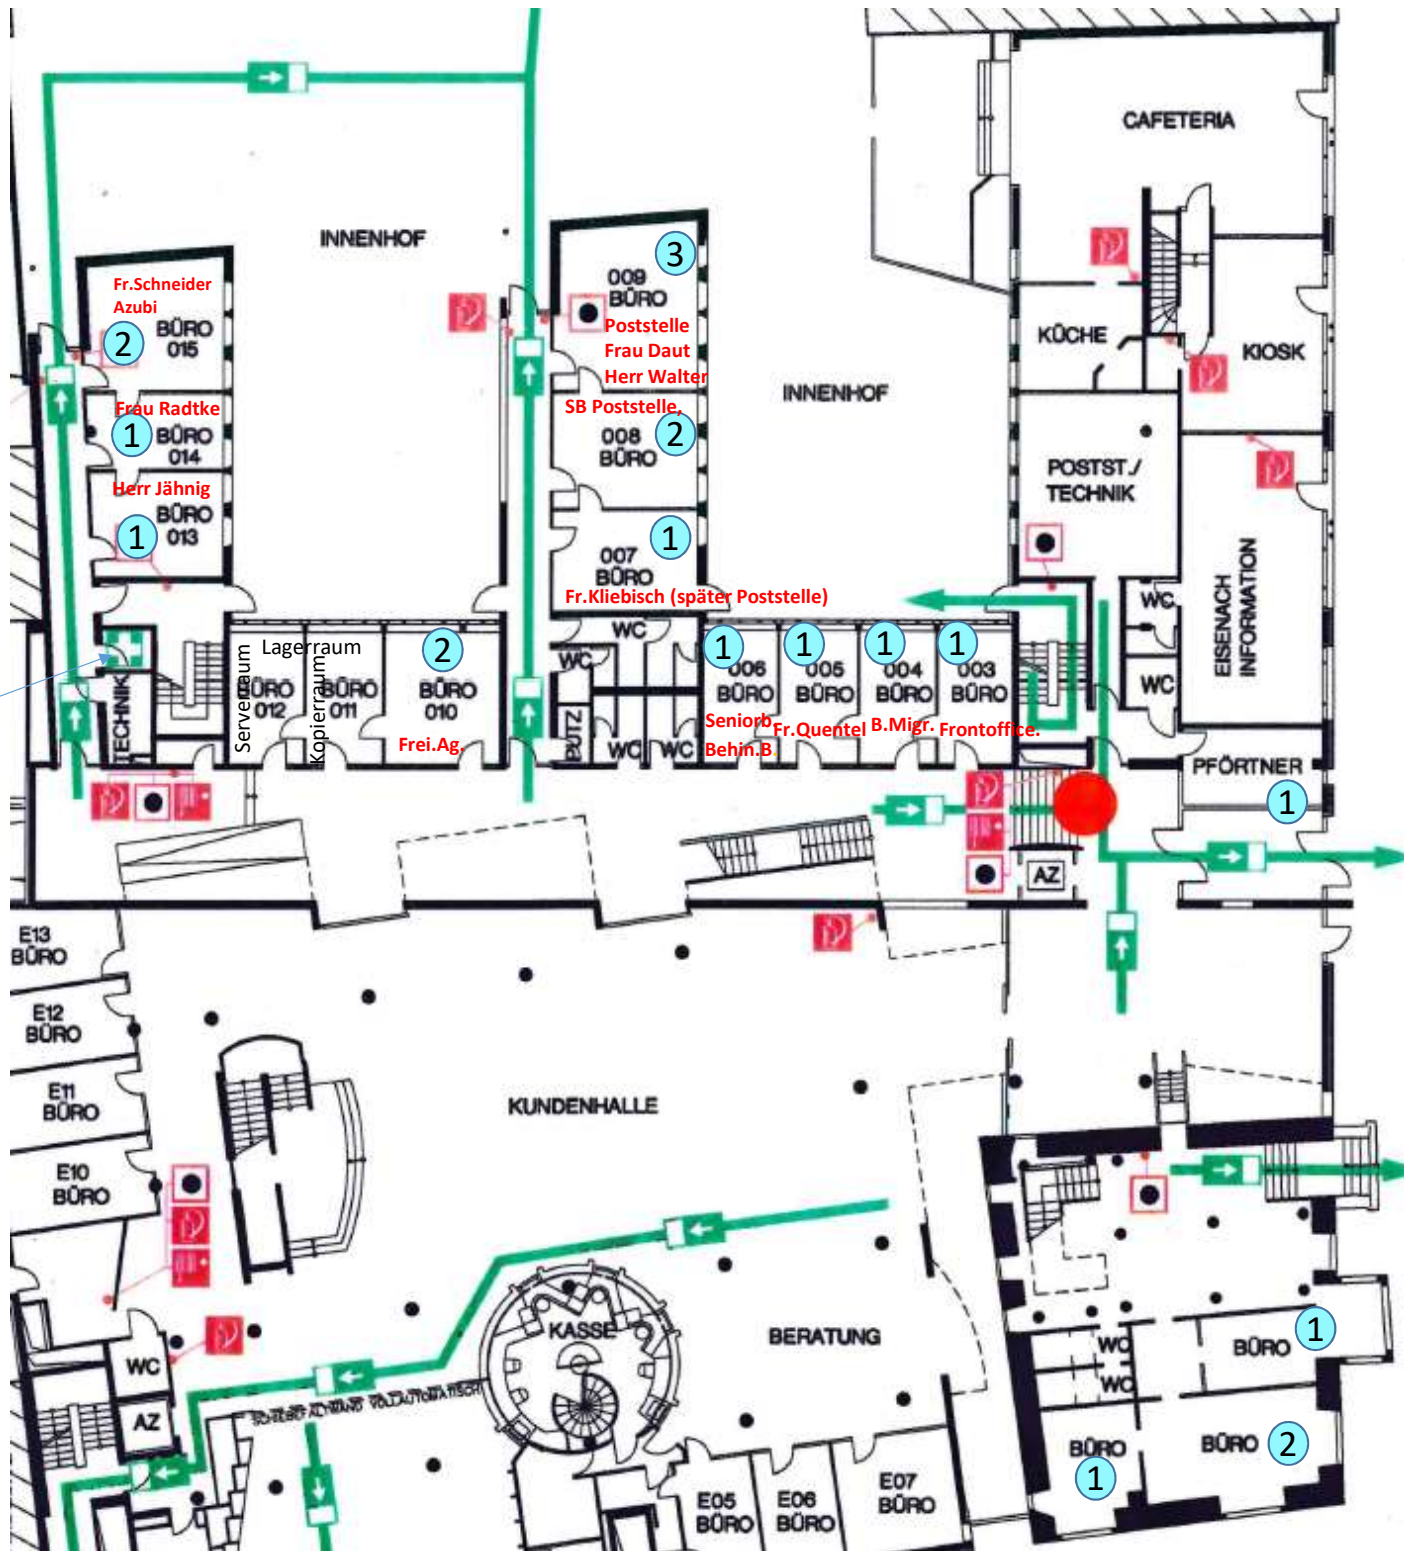 CAFETERIA
INNENHOF
3
009
BÜRO
Fr.Schneider
Azubi
BÜRO
015
2
Poststelle
Frau Daut
Herr Walter
KÜCHE
KIOSK
INNENHOF
Frau Radtke
1
BÜRO
014
SB Poststelle,
008
BÜRO
2
POSTST./
TECHNIK
Herr Jähnig
BÜRO
013
1
007
BÜRO
1
Fr.Kliebisch (später Poststelle)
WC
WC
EISENACH
INFORMATION
TECHNIK
Lagerraum
Serverraum
BÜRO
012
Kopierraum
BÜRO
011
2
BÜRO
010
Frei.Ag.
WC
WC
PUTZ
WC
WC
1
006
BÜRO
Seniorb.
Behin.B.
1
005
BÜRO
Fr.Quentel
1
004
BÜRO
B.Migr.
1
003
BÜRO
Frontoffice.
PFÖRTNER
1
AZ
E13
BÜRO
E12
BÜRO
E11
BÜRO
E10
BÜRO
KUNDENHALLE
KASSE
BERATUNG
WC
AZ
SCHIEBEFALTWAND VOLLAUTOMATISCH
WC
WC
BÜRO
1
BÜRO
1
BÜRO
2
E05
BÜRO
E06
BÜRO
E07
BÜRO